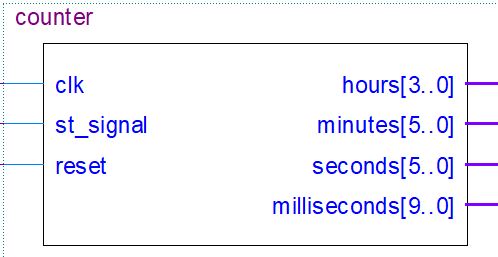 counter
clk hours[3..0]
st_signal minutes[5..0]
reset seconds[5..0]
milliseconds[9..0]